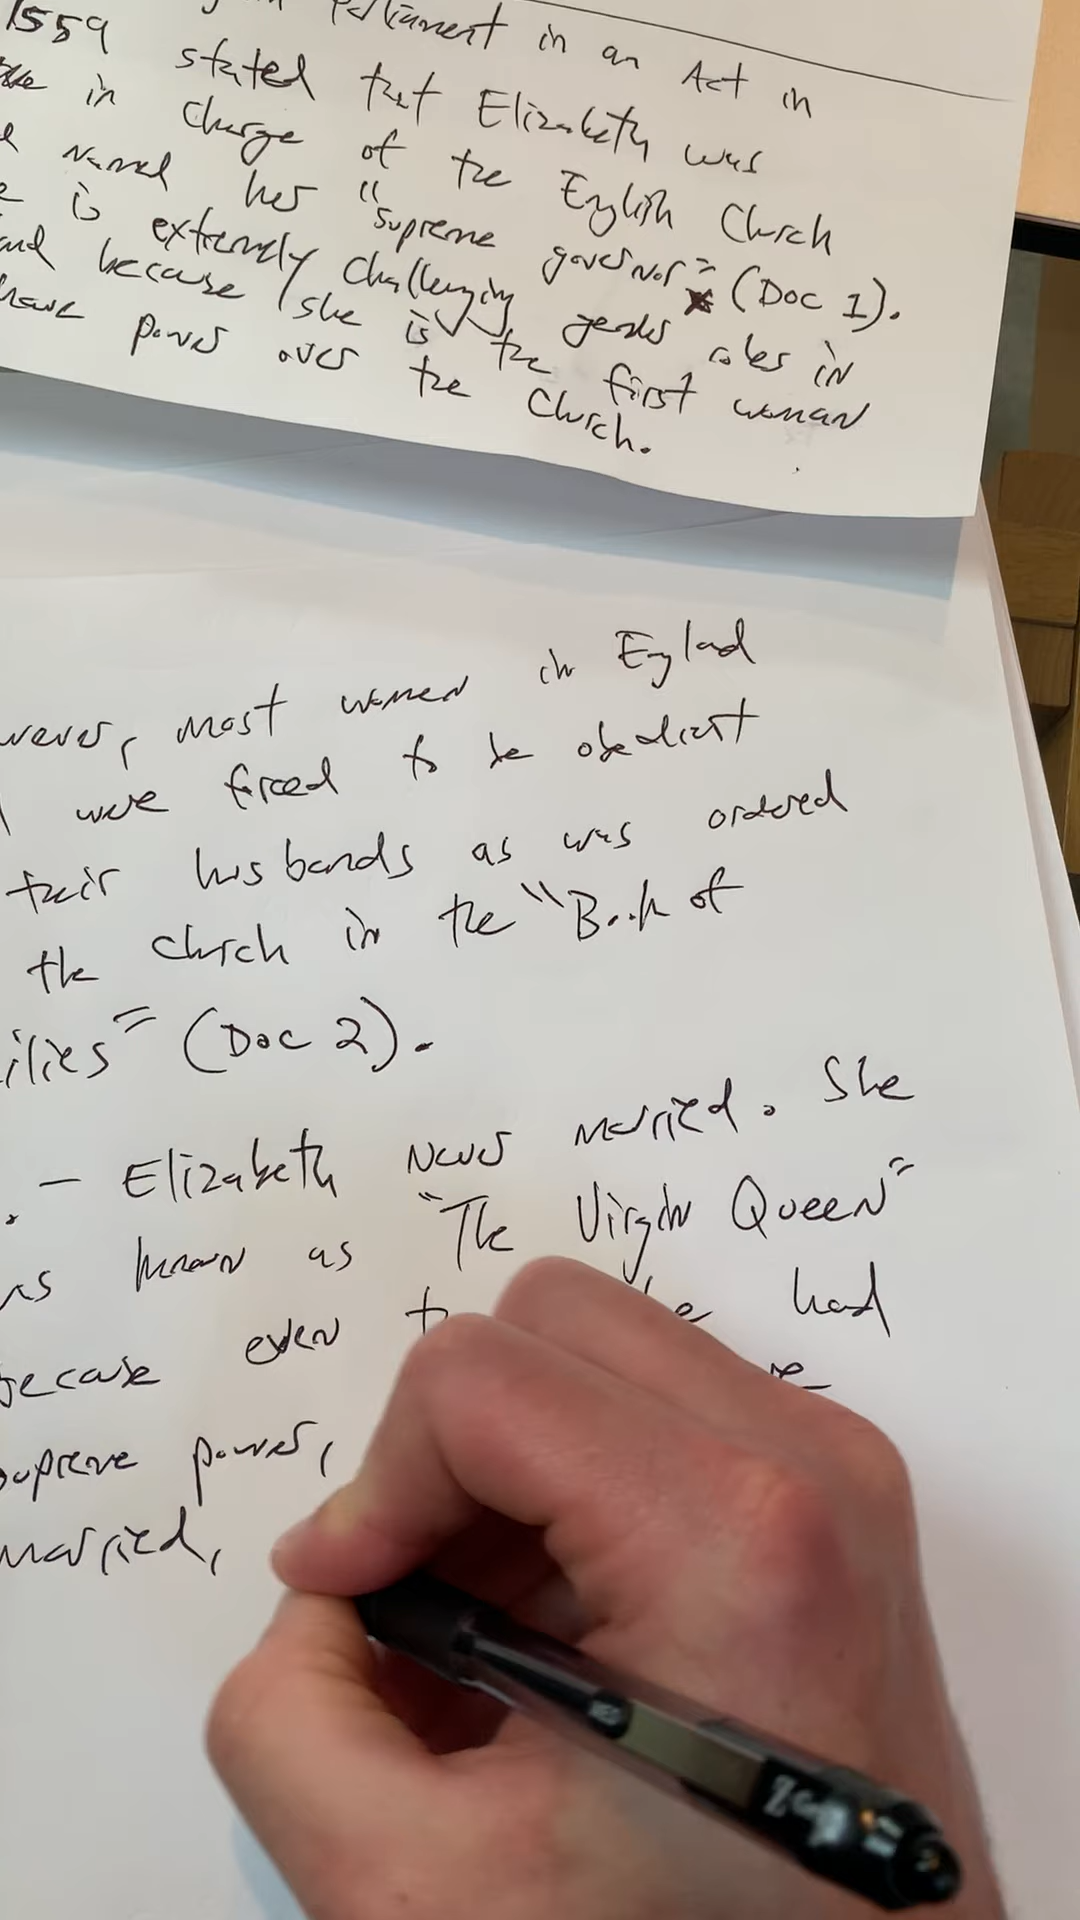 Parliament in an Act in
1559 stated that Elizabeth was
in charge of the English Church
named her "supreme governor" (Doc 1).
is extremely challenging gender roles in
because she is the first woman
have power over the Church.
most women in England
were forced to be obedient
their husbands as was ordered
the church in the "Book of
ilies" (Doc 2).
- Elizabeth never married. She
known as "The Virgin Queen"
because even had
supreme power,
married,